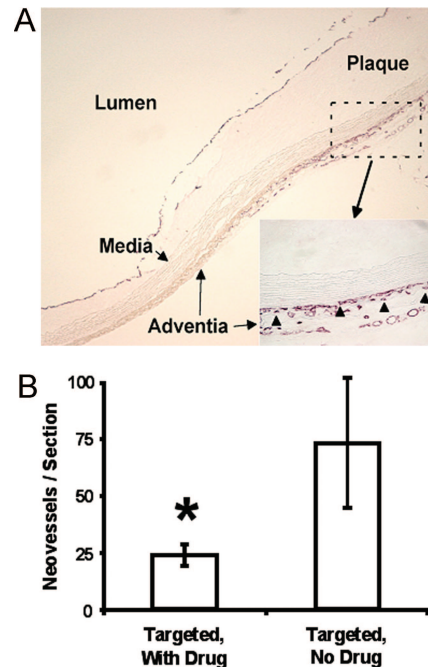 A
Lumen
Plaque
Media
Adventia
B
Neovessels / Section
100
75
50
25
0
*
Targeted,
With Drug
Targeted,
No Drug